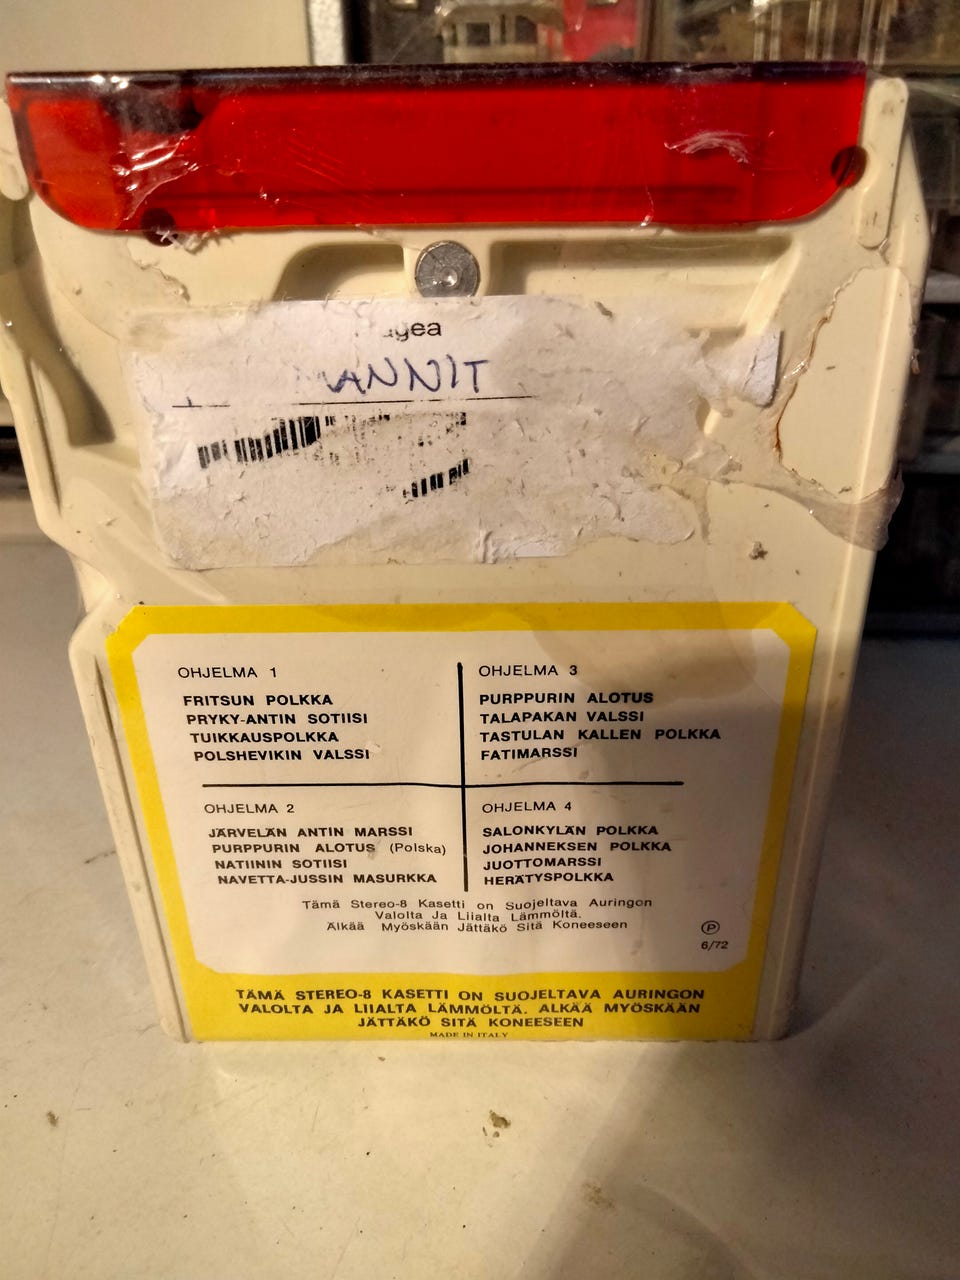 ANNIT
OHJELMA 1
FRITSUN POLKKA
PRYKY-ANTIN SOTIISI
TUIKKAUSPOLKKA
POLSHEVIKIN VALSSI
OHJELMA 2
JÄRVELÄN ANTIN MARSSI
PURPPURIN ALOTUS (Polska)
NATIININ SOTIISI
NAVETTA-JUSSIN MASURKKA
OHJELMA 3
PURPPURIN ALOTUS
TALAPAKAN VALSSI
TASTULAN KALLEN POLKKA
FATIMARSSI
OHJELMA 4
SALONKYLÄN POLKKA
JOHANNEKSEN POLKKA
JUOTTOMARSSI
HERÄTYSPOLKKA
Tämä Stereo-8 Kasetti on Suojeltava Auringon
Valolta Ja Liialta Lämmöltä.
Älkää Myöskään Jättäkö Sitä Koneeseen
℗
6/72
TÄMÄ STEREO-8 KASETTI ON SUOJELTAVA AURINGON
VALOLTA JA LIIALTA LÄMMÖLTÄ. ALKÄÄ MYÖSKÄÄN
JÄTTÄKÖ SITÄ KONEESEEN
MADE IN ITALY